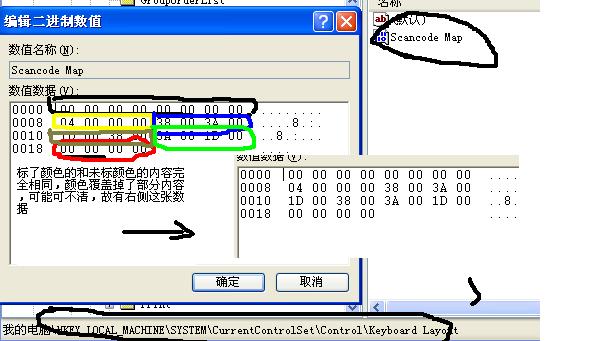 GroupOrderList
编辑二进制数值
名称
(默认)
Scancode Map
数值名称(N):
Scancode Map
数值数据(V):
0000 00 00 00 00 00 00 00 00
0008 04 00 00 00 38 00 3A 00 .....8...
0010 38 3A 00 1D 00 ..8.:...
0018 00 00 00 00
标了颜色的和未标颜色的内容完
全相同，颜色覆盖掉了部分内容
，可能可不清，故有右侧这张数
据
数值数据(V):
0000 00 00 00 00 00 00 00 00 ....
0008 04 00 00 00 38 00 3A 00 ....
0010 1D 00 38 00 3A 00 1D 00 ..8.
0018 00 00 00 00 ....
确定
取消
Print
我的电脑\HKEY_LOCAL_MACHINE\SYSTEM\CurrentControlSet\Control\Keyboard Layout